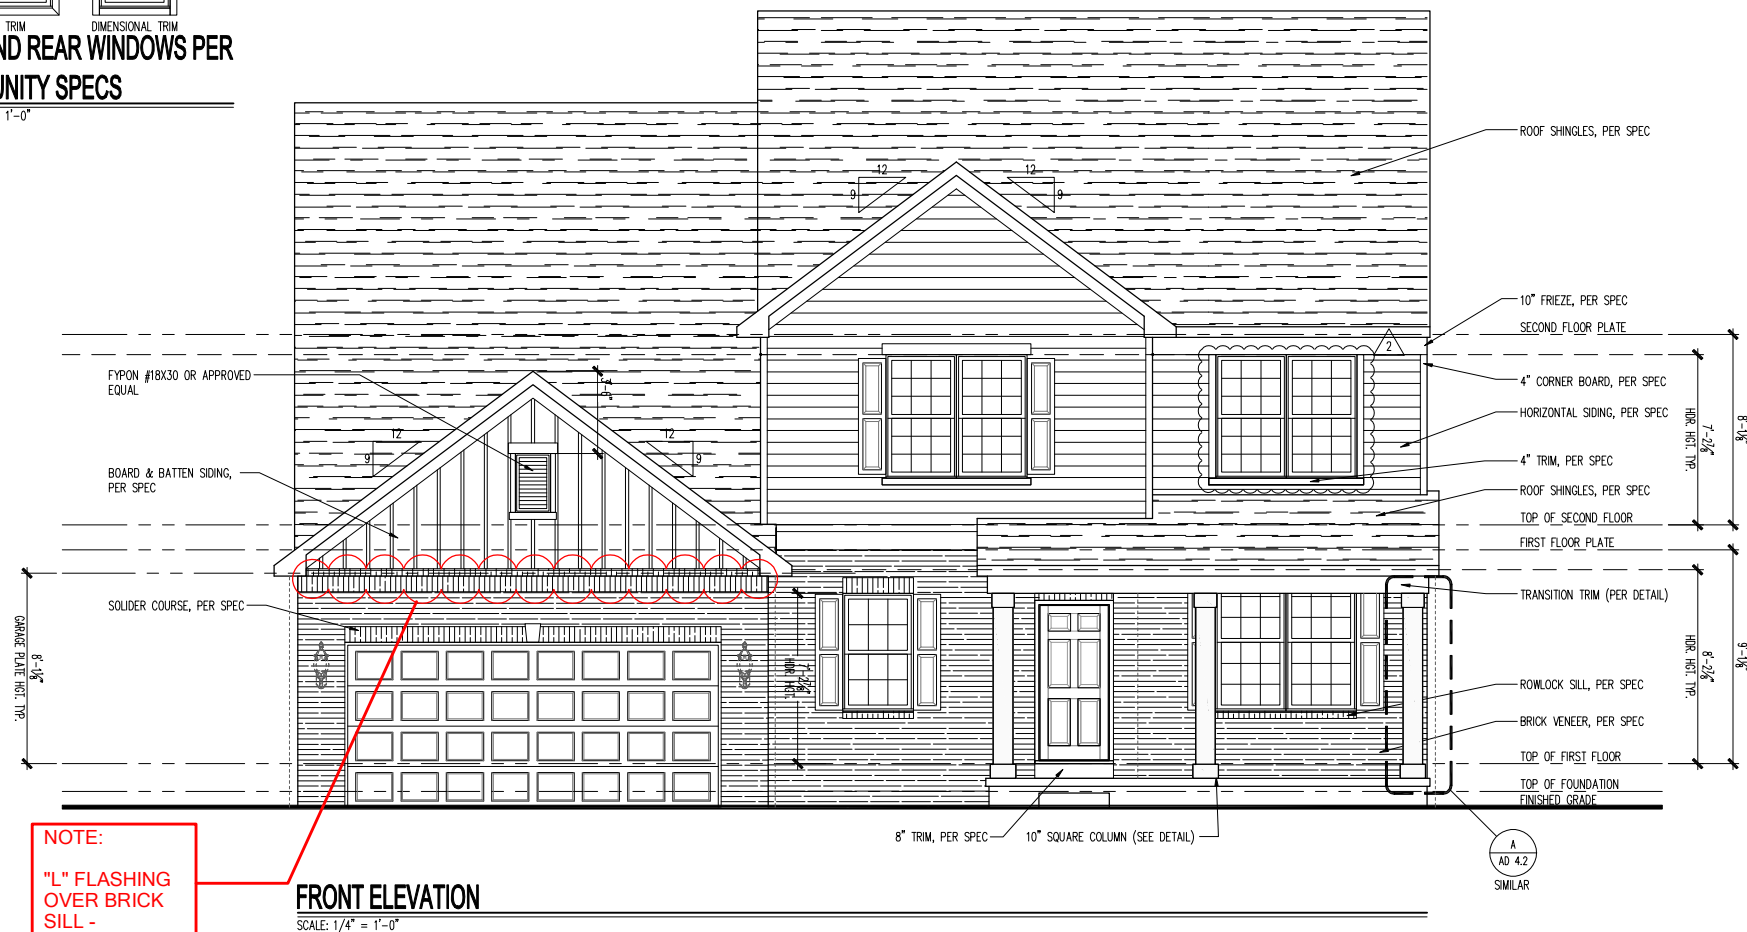 TRIM
DIMENSIONAL TRIM
ND REAR WINDOWS PER
UNITY SPECS
1'-0"
ROOF SHINGLES, PER SPEC
12
12
9
9
10" FRIEZE, PER SPEC
SECOND FLOOR PLATE
2
FYPON #18X30 OR APPROVED
EQUAL
4" CORNER BOARD, PER SPEC
HORIZONTAL SIDING, PER SPEC
HDR. HGT. TYP.
7'-2⅞"
8'-1⅛"
12
12
9
9
BOARD & BATTEN SIDING,
PER SPEC
4" TRIM, PER SPEC
ROOF SHINGLES, PER SPEC
TOP OF SECOND FLOOR
FIRST FLOOR PLATE
SOLIDER COURSE, PER SPEC
TRANSITION TRIM (PER DETAIL)
GARAGE PLATE HGT. TYP.
8'-1⅛"
HDR. HGT.
7'-2⅞"
HDR. HGT. TYP.
8'-2⅞"
9'-1⅛"
ROWLOCK SILL, PER SPEC
BRICK VENEER, PER SPEC
TOP OF FIRST FLOOR
TOP OF FOUNDATION
FINISHED GRADE
8" TRIM, PER SPEC
10" SQUARE COLUMN (SEE DETAIL)
A
AD 4.2
SIMILAR
NOTE:
"L" FLASHING
OVER BRICK
SILL -
FRONT ELEVATION
SCALE: 1/4" = 1'-0"